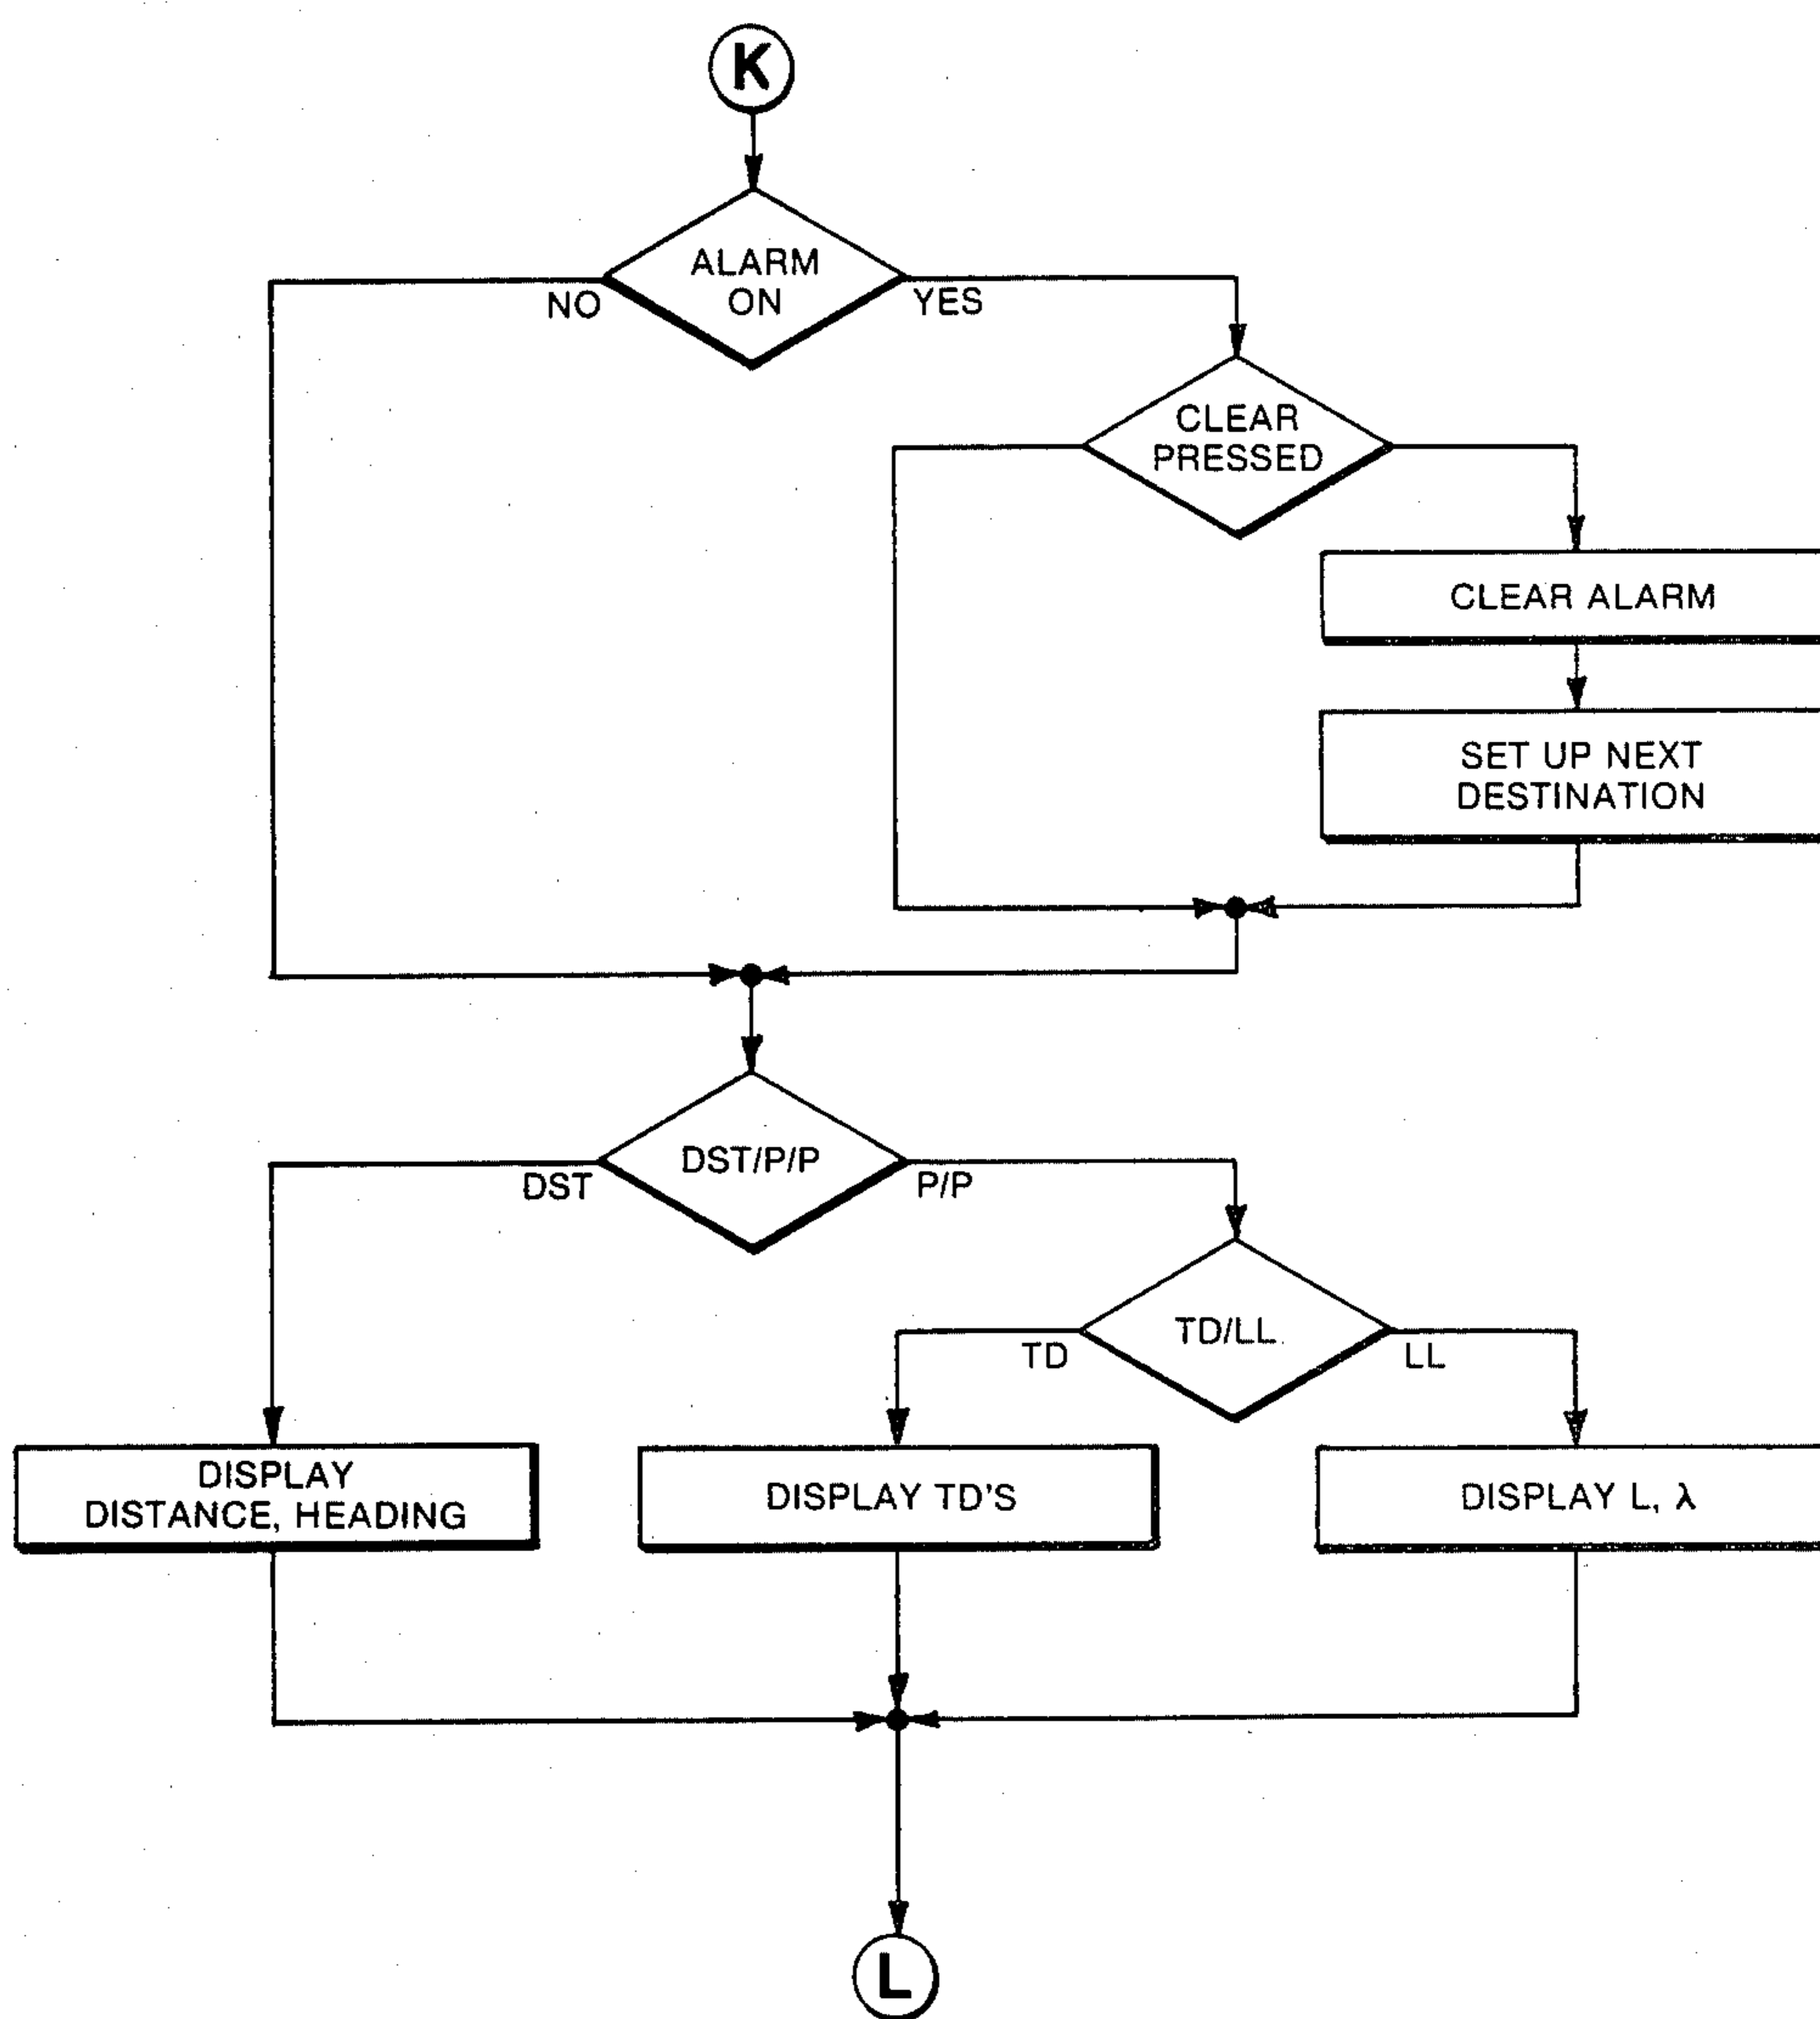 K
ALARM
ON
NO
YES
CLEAR
PRESSED
CLEAR ALARM
SET UP NEXT
DESTINATION
DST/P/P
DST
P/P
TD/LL
TD
LL
DISPLAY
DISTANCE, HEADING
DISPLAY TD'S
DISPLAY L, λ
L